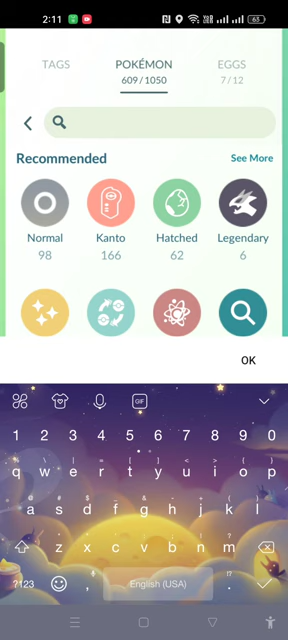 2:11
63
TAGS
POKÉMON
EGGS
609 / 1050
7 / 12
Recommended
See More
Normal
Kanto
Hatched
Legendary
98
166
62
6
OK
GIF
1 2 3 4 5 6 7 8 9 0
q w e r t y u i o p
a s d f g h j k l
z x c v b n m
?123
,
English (USA)
.